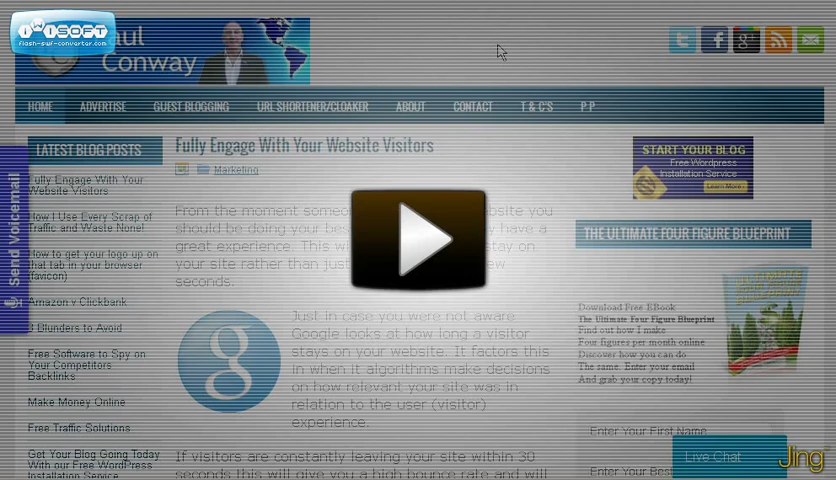 iWiSOFT
flash-swf-converter.com
Conway
HOME
ADVERTISE
GUEST BLOGGING
URL SHORTENER/CLOAKER
ABOUT
CONTACT
T & C'S
P P
LATEST BLOG POSTS
Fully Engage With Your
Website Visitors
How I Use Every Scrap of
Traffic and Waste None!
How to get your logo up on
that tab in your browser
(favicon)
Amazon v Clickbank
3 Blunders to Avoid
Free Software to Spy on
Your Competitors
Backlinks
Make Money Online
Free Traffic Solutions
Get Your Blog Going Today
With our Free WordPress
Installation Service
Send Voicemail
Fully Engage With Your Website Visitors
Marketing
From the moment you
should be doing your have a
great experience. This stay on
your site rather than
seconds.
Just in case you were not aware
Google looks at how long a visitor
stays on your website. It factors this
in when it algorithms make decisions
on how relevant your site was in
relation to the user (visitor)
experience.
If visitors are constantly leaving your site within 30
seconds this will give you a high bounce rate and will
START YOUR BLOG
Free Wordpress
Installation Service
Learn More
THE ULTIMATE FOUR FIGURE BLUEPRINT
Download Free EBook
The Ultimate Four Figure Blueprint
Find out how I make
Four figures per month online
Discover how you can do
The same. Enter your email
And grab your copy today!
Enter Your First Name
Enter Your Best
Live Chat
Jing